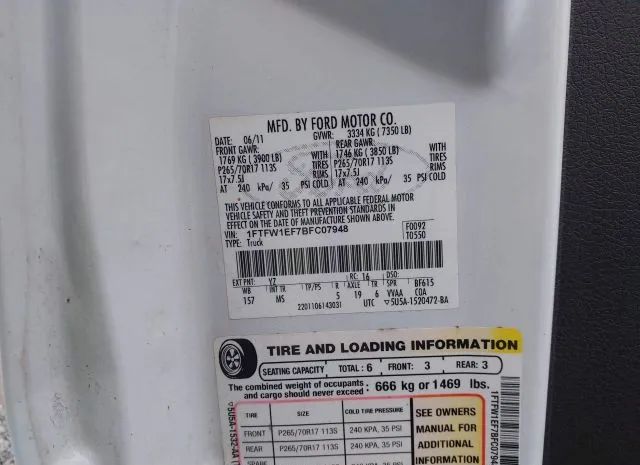 MFD. BY FORD MOTOR CO.
DATE: 06/11 GVWR: 3334 KG ( 7350 LB)
FRONT GAWR: REAR GAWR:
1769 KG ( 3900 LB) WITH 1746 KG ( 3850 LB) WITH
P265/70R17 113S TIRES P265/70R17 113S TIRES
17x7.5J RIMS 17x7.5J RIMS
AT 240 kPa/ 35 PSI COLD AT 240 kPa/ 35 PSI COLD
THIS VEHICLE CONFORMS TO ALL APPLICABLE FEDERAL MOTOR
VEHICLE SAFETY AND THEFT PREVENTION STANDARDS IN
EFFECT ON THE DATE OF MANUFACTURE SHOWN ABOVE.
VIN: 1FTFW1EF7BFC07948 F0092
TYPE: Truck T0550
EXT PNT: YZ RC: 16 DSO:
WB INT TR TP/PS R AXLE TR SPR BF615
157 MS 5 19 6 VVAA COA
2201106143031 UTC ▽5U5A-1520472-BA
TIRE AND LOADING INFORMATION
SEATING CAPACITY TOTAL : 6 FRONT: 3 REAR: 3
The combined weight of occupants and cargo should never exceed: 666 kg or 1469 lbs.
TIRE SIZE COLD TIRE PRESSURE
FRONT P265/70R17 113S 240 KPA, 35 PSI
REAR P265/70R17 113S 240 KPA, 35 PSI
SPARE
SEE OWNERS
MANUAL FOR
ADDITIONAL
INFORMATION
▽5U5A-1532-AA
1FTFW1EF7BFC0794